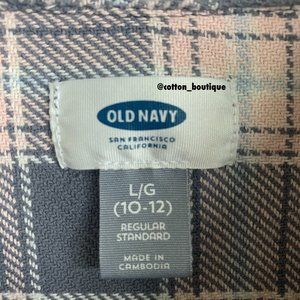 @cotton_boutique
OLD NAVY
SAN FRANCISCO
CALIFORNIA
L/G
(10-12)
REGULAR
STANDARD
MADE IN
CAMBODIA